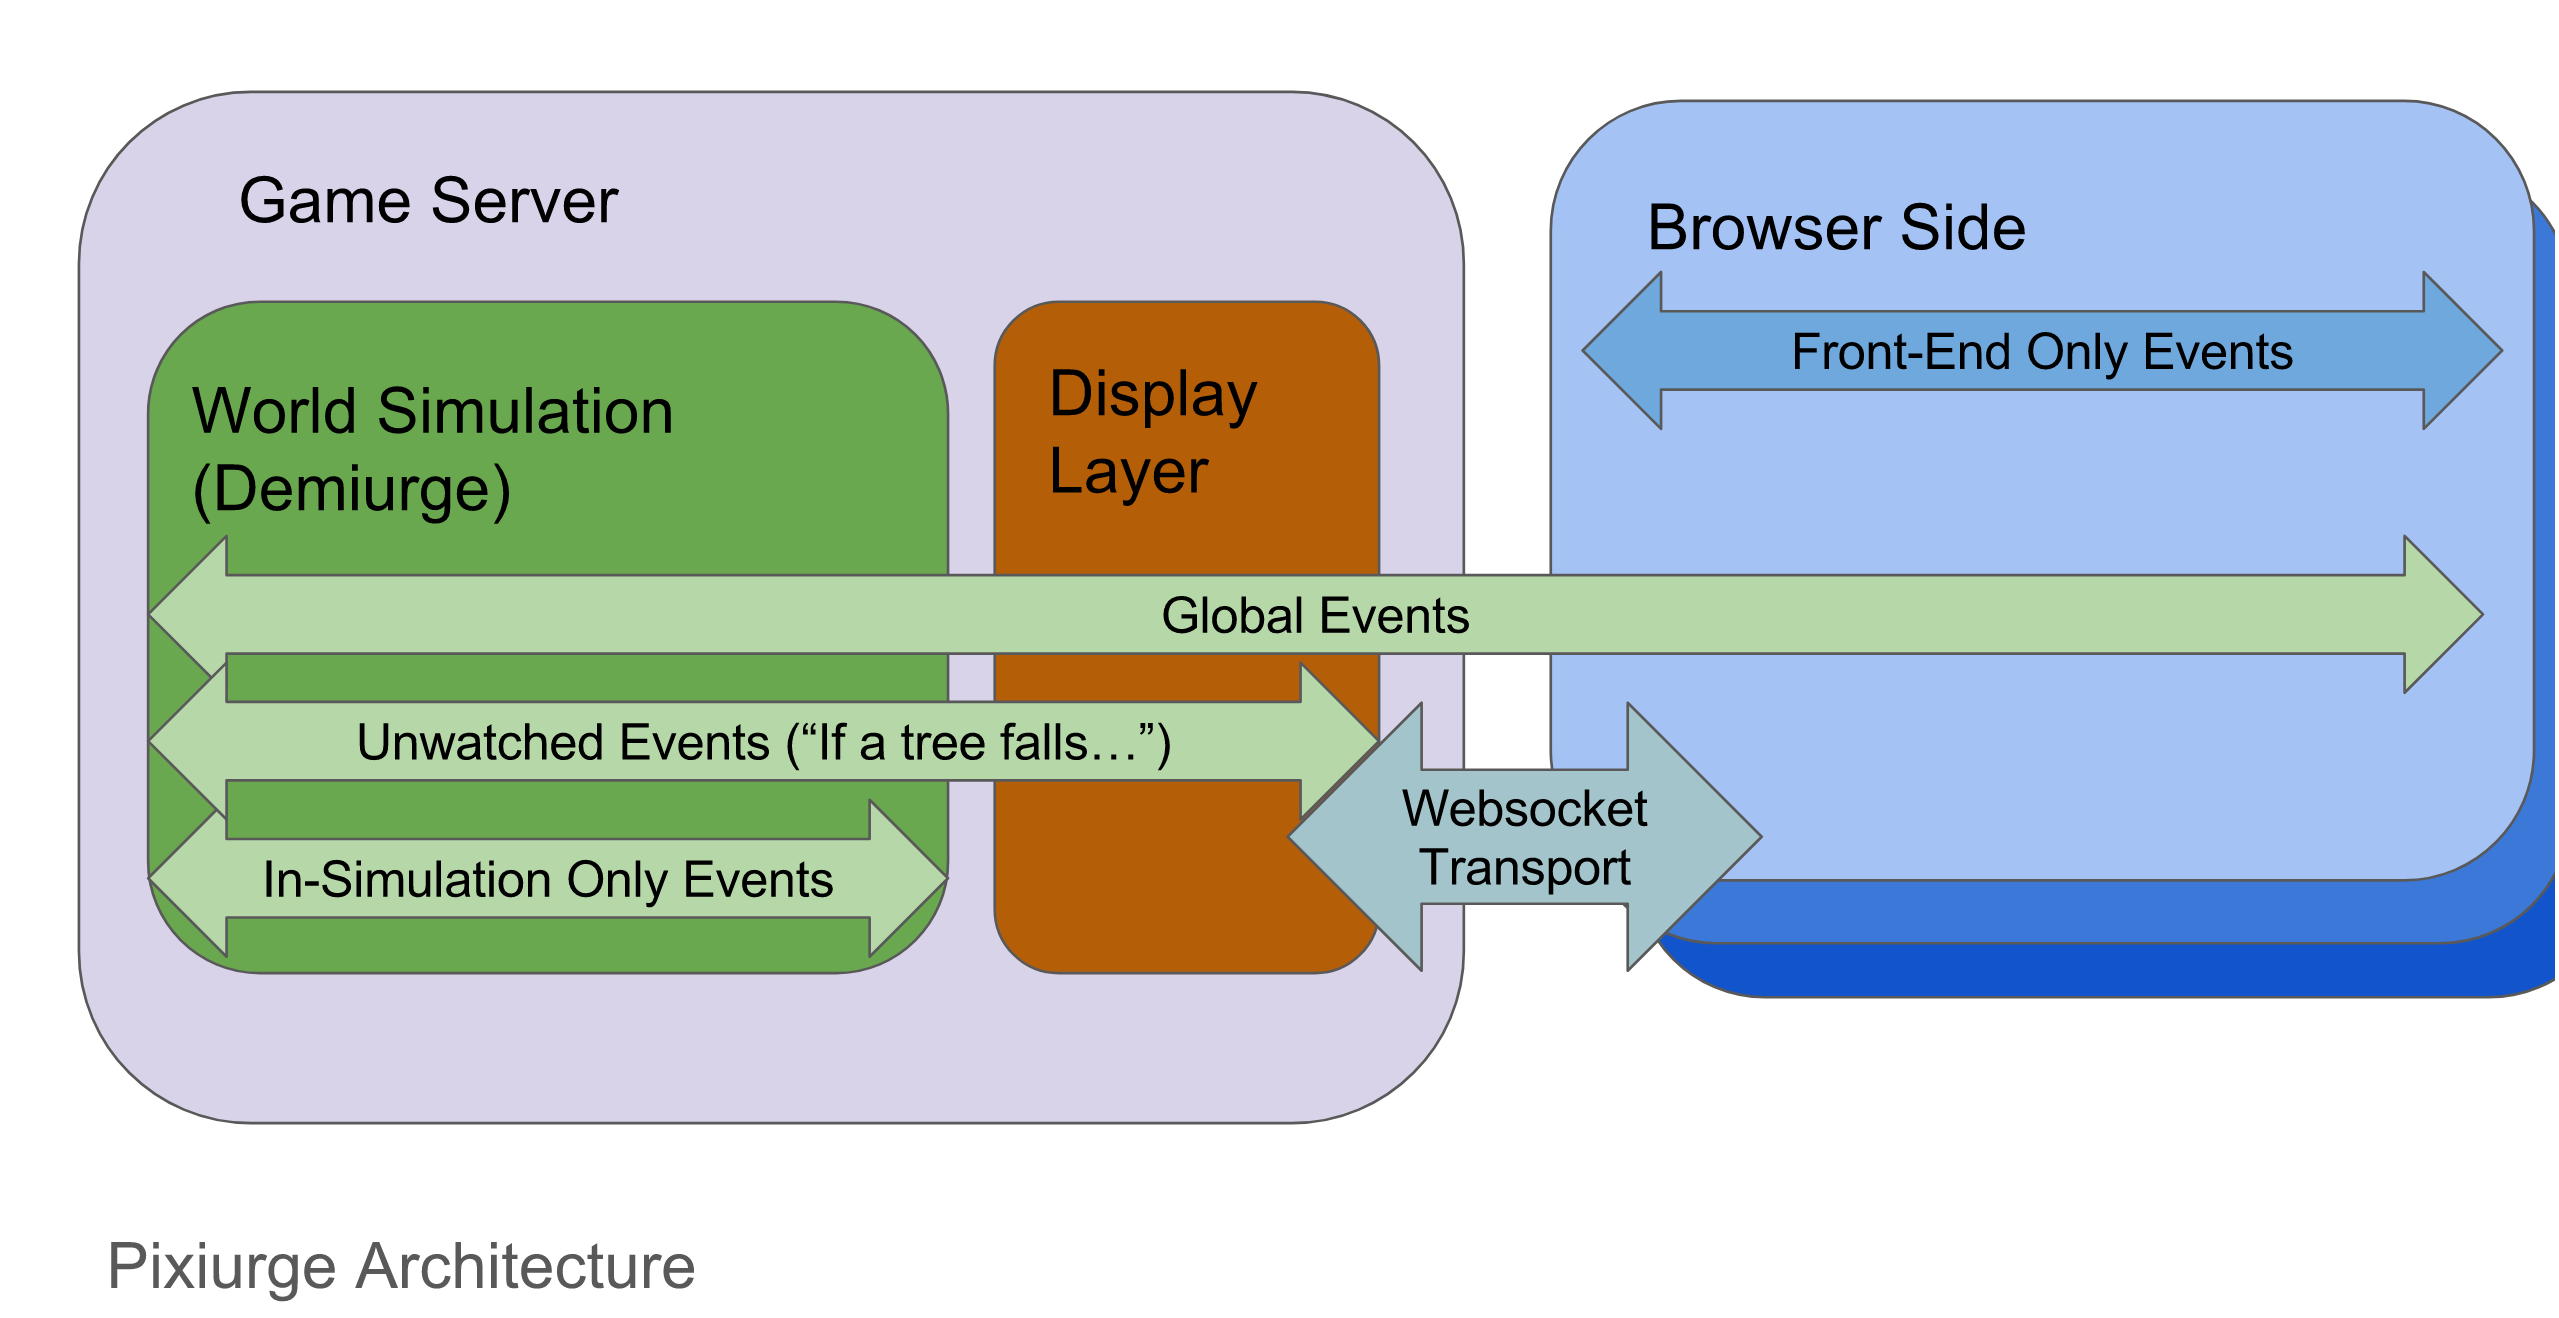 Game Server
World Simulation
(Demiurge)
Display
Layer
Browser Side
Front-End Only Events
Global Events
Unwatched Events (“If a tree falls…”)
In-Simulation Only Events
Websocket
Transport
Pixiurge Architecture